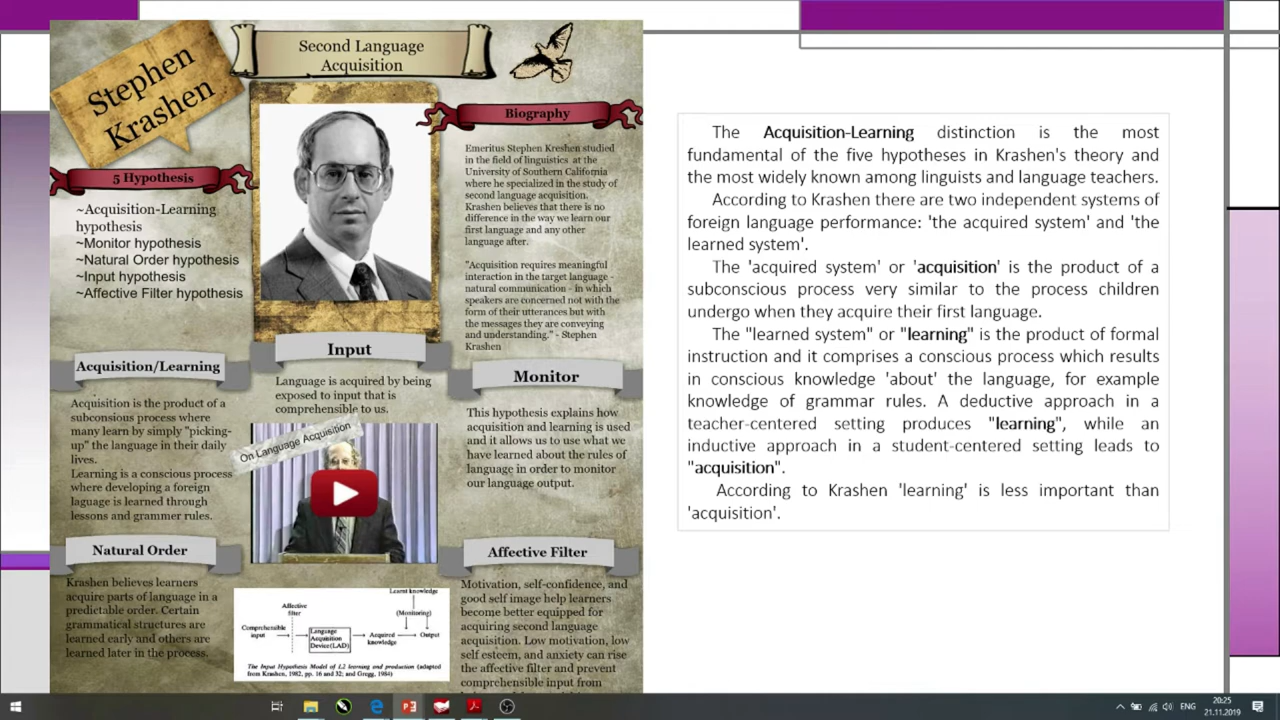 Stephen
Krashen
Second Language
Acquisition
5 Hypothesis
~Acquisition-Learning
hypothesis
~Monitor hypothesis
~Natural Order hypothesis
~Input hypothesis
~Affective Filter hypothesis
Biography
Emeritus Stephen Kreshen studied
in the field of linguistics at the
University of Southern California
where he specialized in the study of
second language acquisition.
Krashen believes that there is no
difference in the way we learn our
first language and any other
language after.
"Acquisition requires meaningful
interaction in the target language -
natural communication - in which
speakers are concerned not with the
form of their utterances but with
the messages they are conveying
and understanding." - Stephen
Krashen
Acquisition/Learning
Acquisition is the product of a
subconsious process where
many learn by simply "picking-
up" the language in their daily
lives.
Learning is a conscious process
where developing a foreign
laguage is learned through
lessons and grammer rules.
Input
Language is acquired by being
exposed to input that is
comprehensible to us.
On Language Acquisition
Monitor
This hypothesis explains how
acquisition and learning is used
and it allows us to use what we
have learned about the rules of
language in order to monitor
our language output.
Natural Order
Krashen believes learners
acquire parts of language in a
predictable order. Certain
grammatical structures are
learned early and others are
learned later in the process.
Affective Filter
Motivation, self-confidence, and
good self image help learners
become better equipped for
acquiring second language
acquisition. Low motivation, low
self esteem, and anxiety can rise
the affective filter and prevent
comprehensible input from
Learnt knowledge
Affective
filter
(Monitoring)
Comprehensible
input
Language
Acquisition
Device (LAD)
Acquired
knowledge
Output
The Input Hypothesis Model of L2 learning and production (adapted
from Krashen, 1982, pp. 16 and 32; and Gregg, 1984)
The Acquisition-Learning distinction is the most
fundamental of the five hypotheses in Krashen's theory and
the most widely known among linguists and language teachers.
According to Krashen there are two independent systems of
foreign language performance: 'the acquired system' and 'the
learned system'.
The 'acquired system' or 'acquisition' is the product of a
subconscious process very similar to the process children
undergo when they acquire their first language.
The "learned system" or "learning" is the product of formal
instruction and it comprises a conscious process which results
in conscious knowledge 'about' the language, for example
knowledge of grammar rules. A deductive approach in a
teacher-centered setting produces "learning", while an
inductive approach in a student-centered setting leads to
"acquisition".
According to Krashen 'learning' is less important than
'acquisition'.
ENG
20:25
21.11.2019